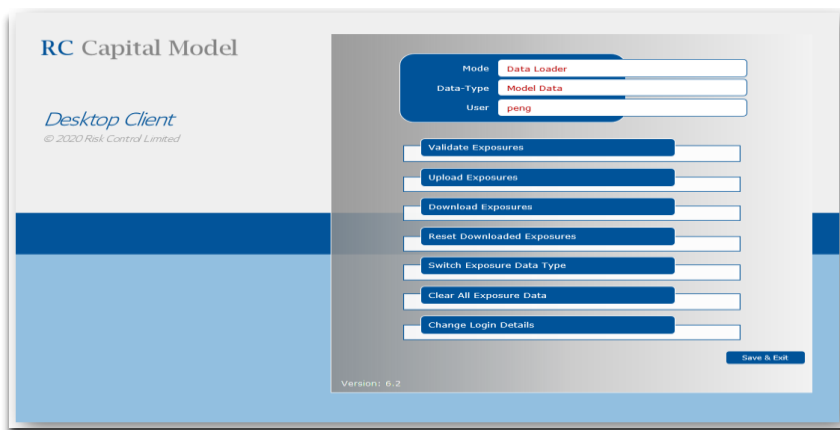 RC Capital Model
Desktop Client
© 2020 Risk Control Limited
Mode Data Loader
Data-Type Model Data
User peng
Validate Exposures
Upload Exposures
Download Exposures
Reset Downloaded Exposures
Switch Exposure Data Type
Clear All Exposure Data
Change Login Details
Save & Exit
Version: 6.2